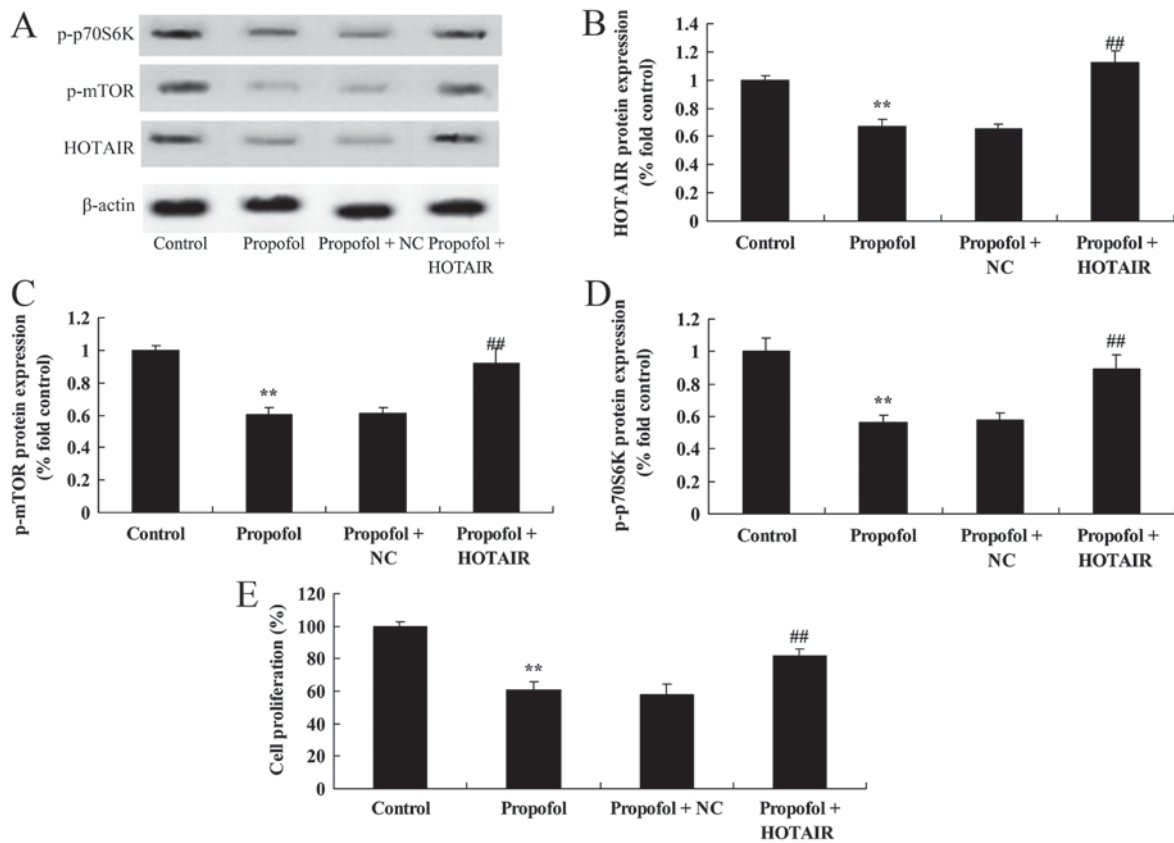 A
p-p70S6K
p-mTOR
HOTAIR
β-actin
Control Propofol Propofol + NC Propofol +
HOTAIR
B
HOTAIR protein expression
(% fold control)
1.4
1.2
1
0.8
0.6
0.4
0.2
0
**
##
Control Propofol Propofol + Propofol +
NC HOTAIR
C
p-mTOR protein expression
(% fold control)
1.2
1
0.8
0.6
0.4
0.2
0
**
##
Control Propofol Propofol + Propofol +
NC HOTAIR
D
p-p70S6K protein expression
(% fold control)
1.2
1
0.8
0.6
0.4
0.2
0
**
##
Control Propofol Propofol + Propofol +
NC HOTAIR
E
Cell proliferation (%)
120
100
80
60
40
20
0
**
##
Control Propofol Propofol + NC Propofol +
HOTAIR